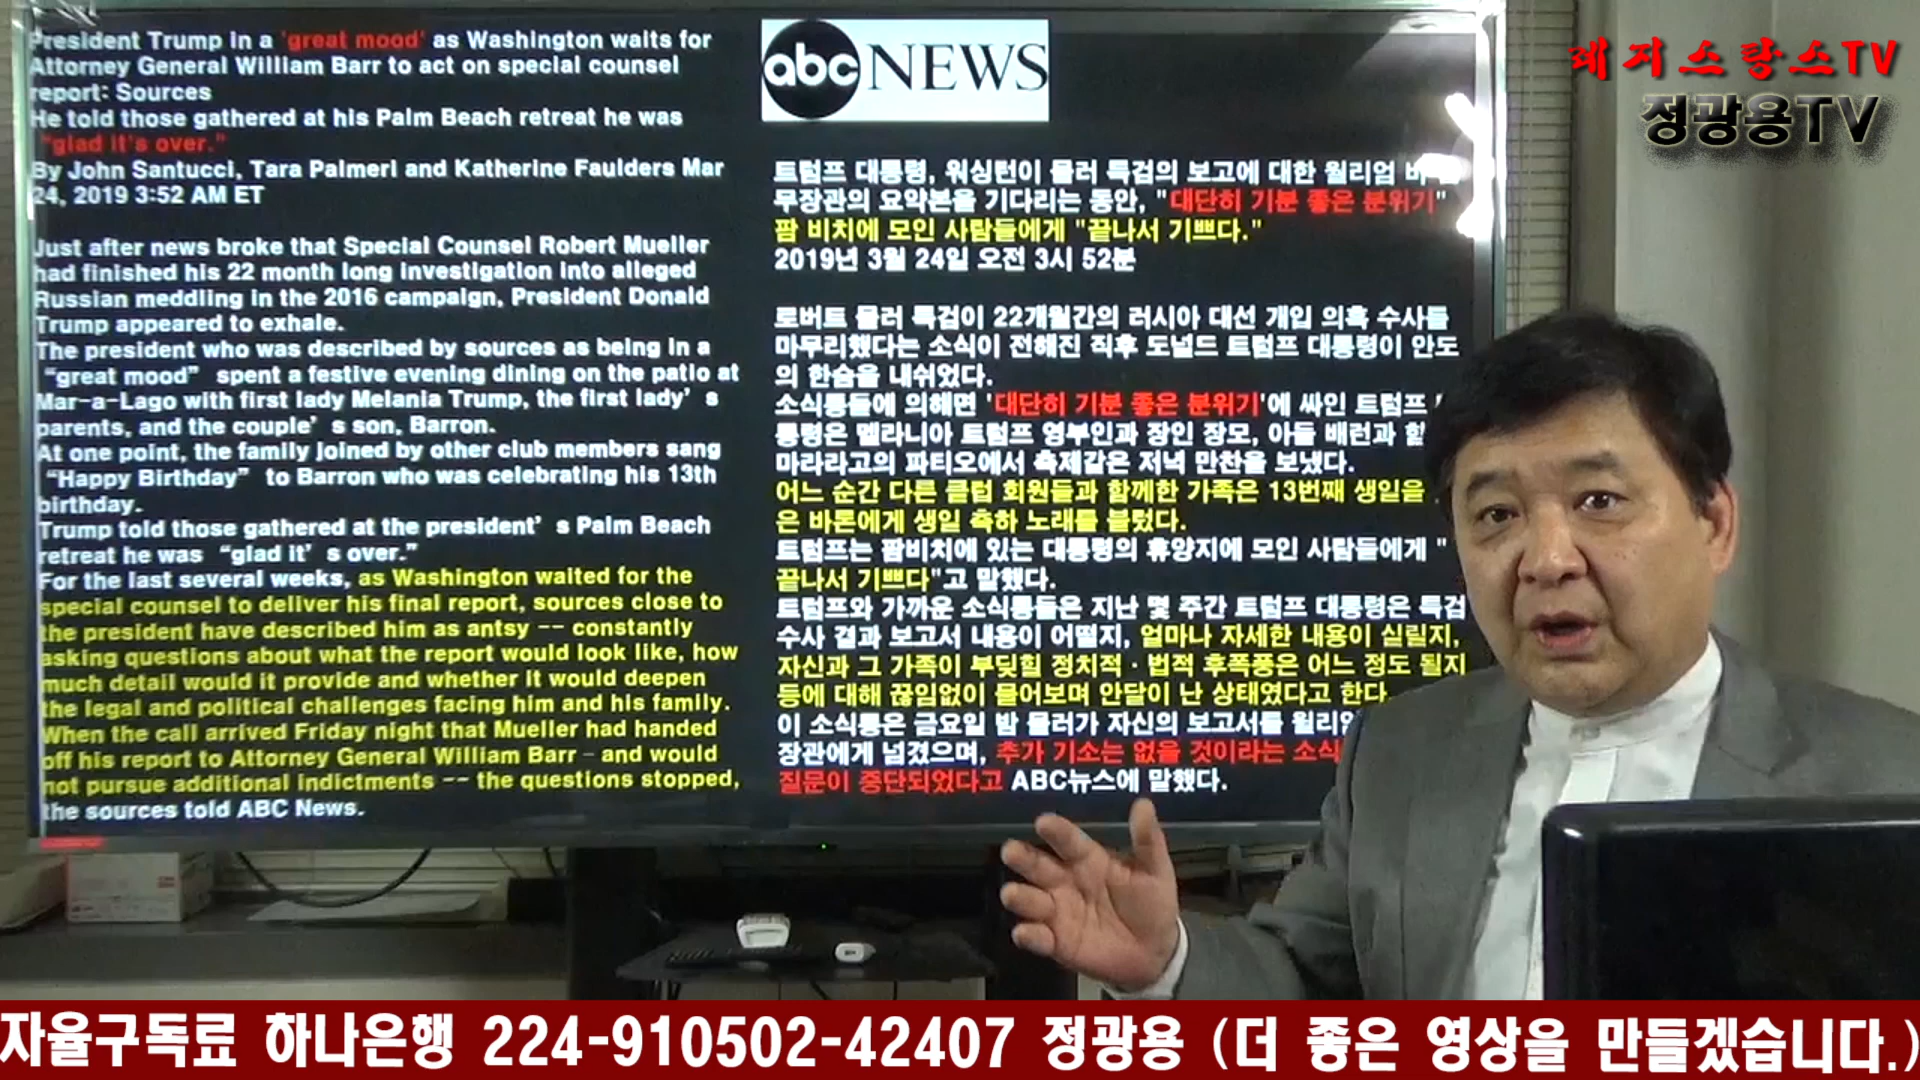 President Trump in a 'great mood' as Washington waits for
Attorney General William Barr to act on special counsel
report: Sources
He told those gathered at his Palm Beach retreat he was
"glad it's over."
By John Santucci, Tara Palmeri and Katherine Faulders Mar
24, 2019 3:52 AM ET
Just after news broke that Special Counsel Robert Mueller
had finished his 22 month long investigation into alleged
Russian meddling in the 2016 campaign, President Donald
Trump appeared to exhale.
The president who was described by sources as being in a
"great mood" spent a festive evening dining on the patio at
Mar-a-Lago with first lady Melania Trump, the first lady's
parents, and the couple's son, Barron.
At one point, the family joined by other club members sang
"Happy Birthday" to Barron who was celebrating his 13th
birthday.
Trump told those gathered at the president's Palm Beach
retreat he was "glad it's over."
For the last several weeks, as Washington waited for the
special counsel to deliver his final report, sources close to
the president have described him as antsy -- constantly
asking questions about what the report would look like, how
much detail would it provide and whether it would deepen
the legal and political challenges facing him and his family.
When the call arrived Friday night that Mueller had handed
off his report to Attorney General William Barr - and would
not pursue additional indictments -- the questions stopped,
the sources told ABC News.
abc NEWS
트럼프 대통령, 워싱턴이 뮬러 특검의 보고에 대한 윌리엄 바
무장관의 요약본을 기다리는 동안, "대단히 기분 좋은 분위기"
팜 비치에 모인 사람들에게 "끝나서 기쁘다."
2019년 3월 24일 오전 3시 52분
로버트 뮬러 특검이 22개월간의 러시아 대선 개입 의혹 수사를
마무리했다는 소식이 전해진 직후 도널드 트럼프 대통령이 안도
의 한숨을 내쉬었다.
소식통들에 의해면 '대단히 기분 좋은 분위기'에 싸인 트럼프
통령은 멜라니아 트럼프 영부인과 장인 장모, 아들 배런과 함
마라라고의 파티오에서 축제같은 저녁 만찬을 보냈다.
어느 순간 다른 클럽 회원들과 함께한 가족은 13번째 생일을
은 바론에게 생일 축하 노래를 불렀다.
트럼프는 팜비치에 있는 대통령의 휴양지에 모인 사람들에게 "
끝나서 기쁘다"고 말했다.
트럼프와 가까운 소식통들은 지난 몇 주간 트럼프 대통령은 특검
수사 결과 보고서 내용이 어떨지, 얼마나 자세한 내용이 실릴지,
자신과 그 가족이 부딪힐 정치적·법적 후폭풍은 어느 정도 될지
등에 대해 끊임없이 물어보며 안달이 난 상태였다고 한다.
이 소식통은 금요일 밤 뮬러가 자신의 보고서를 윌리엄
장관에게 넘겼으며, 추가 기소는 없을 것이라는 소식
질문이 중단되었다고 ABC뉴스에 말했다.
레지스탕스TV
정광용TV
자율구독료 하나은행 224-910502-42407 정광용 (더 좋은 영상을 만들겠습니다.)